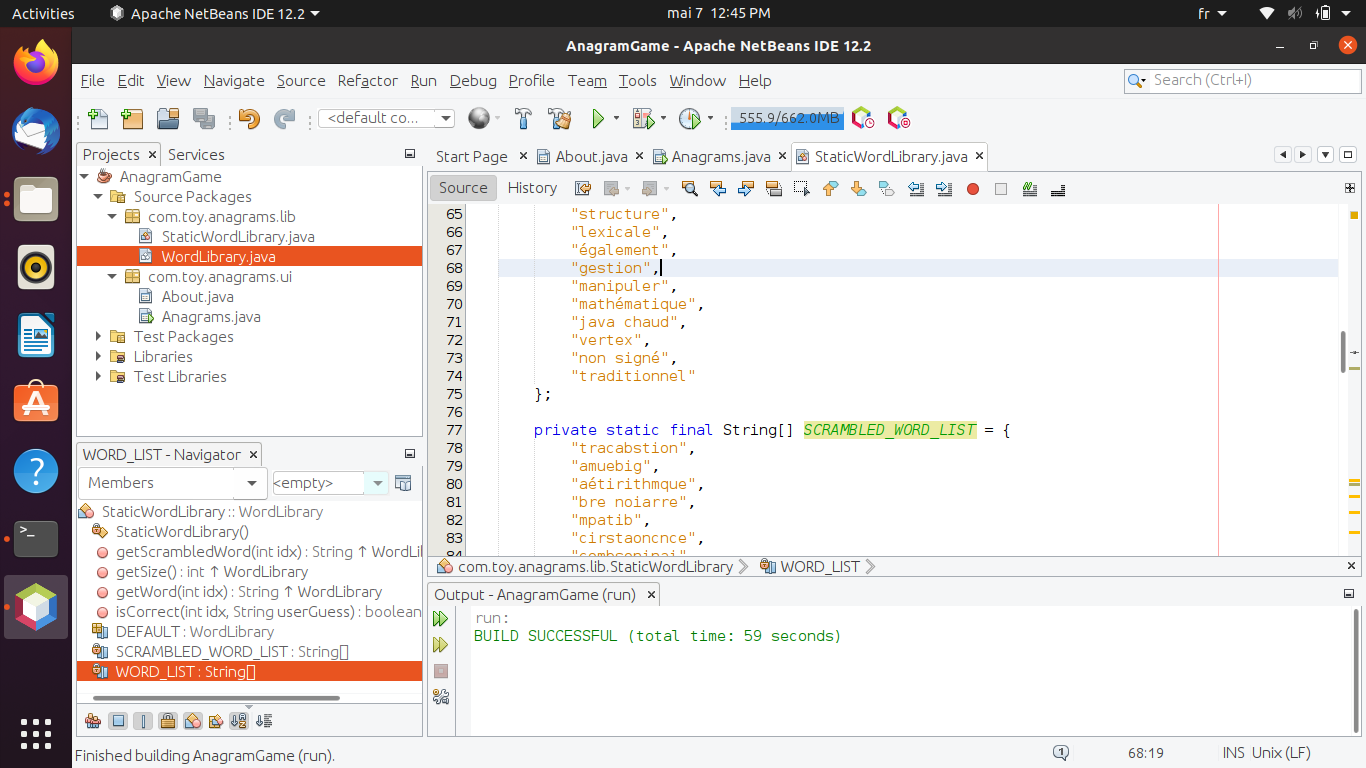 Activities
Apache NetBeans IDE 12.2
mai 7 12:45 PM
fr
AnagramGame - Apache NetBeans IDE 12.2
File Edit View Navigate Source Refactor Run Debug Profile Team Tools Window Help
Search (Ctrl+I)
<default co...
555.9/662.0MB
Projects
Services
Start Page
About.java
Anagrams.java
StaticWordLibrary.java
AnagramGame
Source Packages
com.toy.anagrams.lib
StaticWordLibrary.java
WordLibrary.java
com.toy.anagrams.ui
About.java
Anagrams.java
Test Packages
Libraries
Test Libraries
Source
History
65 "structure",
66 "lexicale",
67 "également",
68 "gestion",
69 "manipuler",
70 "mathématique",
71 "java chaud",
72 "vertex",
73 "non signé",
74 "traditionnel"
75 };
76
77 private static final String[] SCRAMBLED_WORD_LIST = {
78 "tracabstion",
79 "amuebig",
80 "aétirithmque",
81 "bre noiarre",
82 "mpatib",
83 "cirstaoncnce",
WORD_LIST - Navigator
Members
<empty>
StaticWordLibrary :: WordLibrary
StaticWordLibrary()
getScrambledWord(int idx) : String ↑ WordLi
getSize() : int ↑ WordLibrary
getWord(int idx) : String ↑ WordLibrary
isCorrect(int idx, String userGuess) : boolean
DEFAULT : WordLibrary
SCRAMBLED_WORD_LIST : String[]
WORD_LIST : String[]
com.toy.anagrams.lib.StaticWordLibrary
WORD_LIST
Output - AnagramGame (run)
run:
BUILD SUCCESSFUL (total time: 59 seconds)
Finished building AnagramGame (run).
1
68:19
INS Unix (LF)